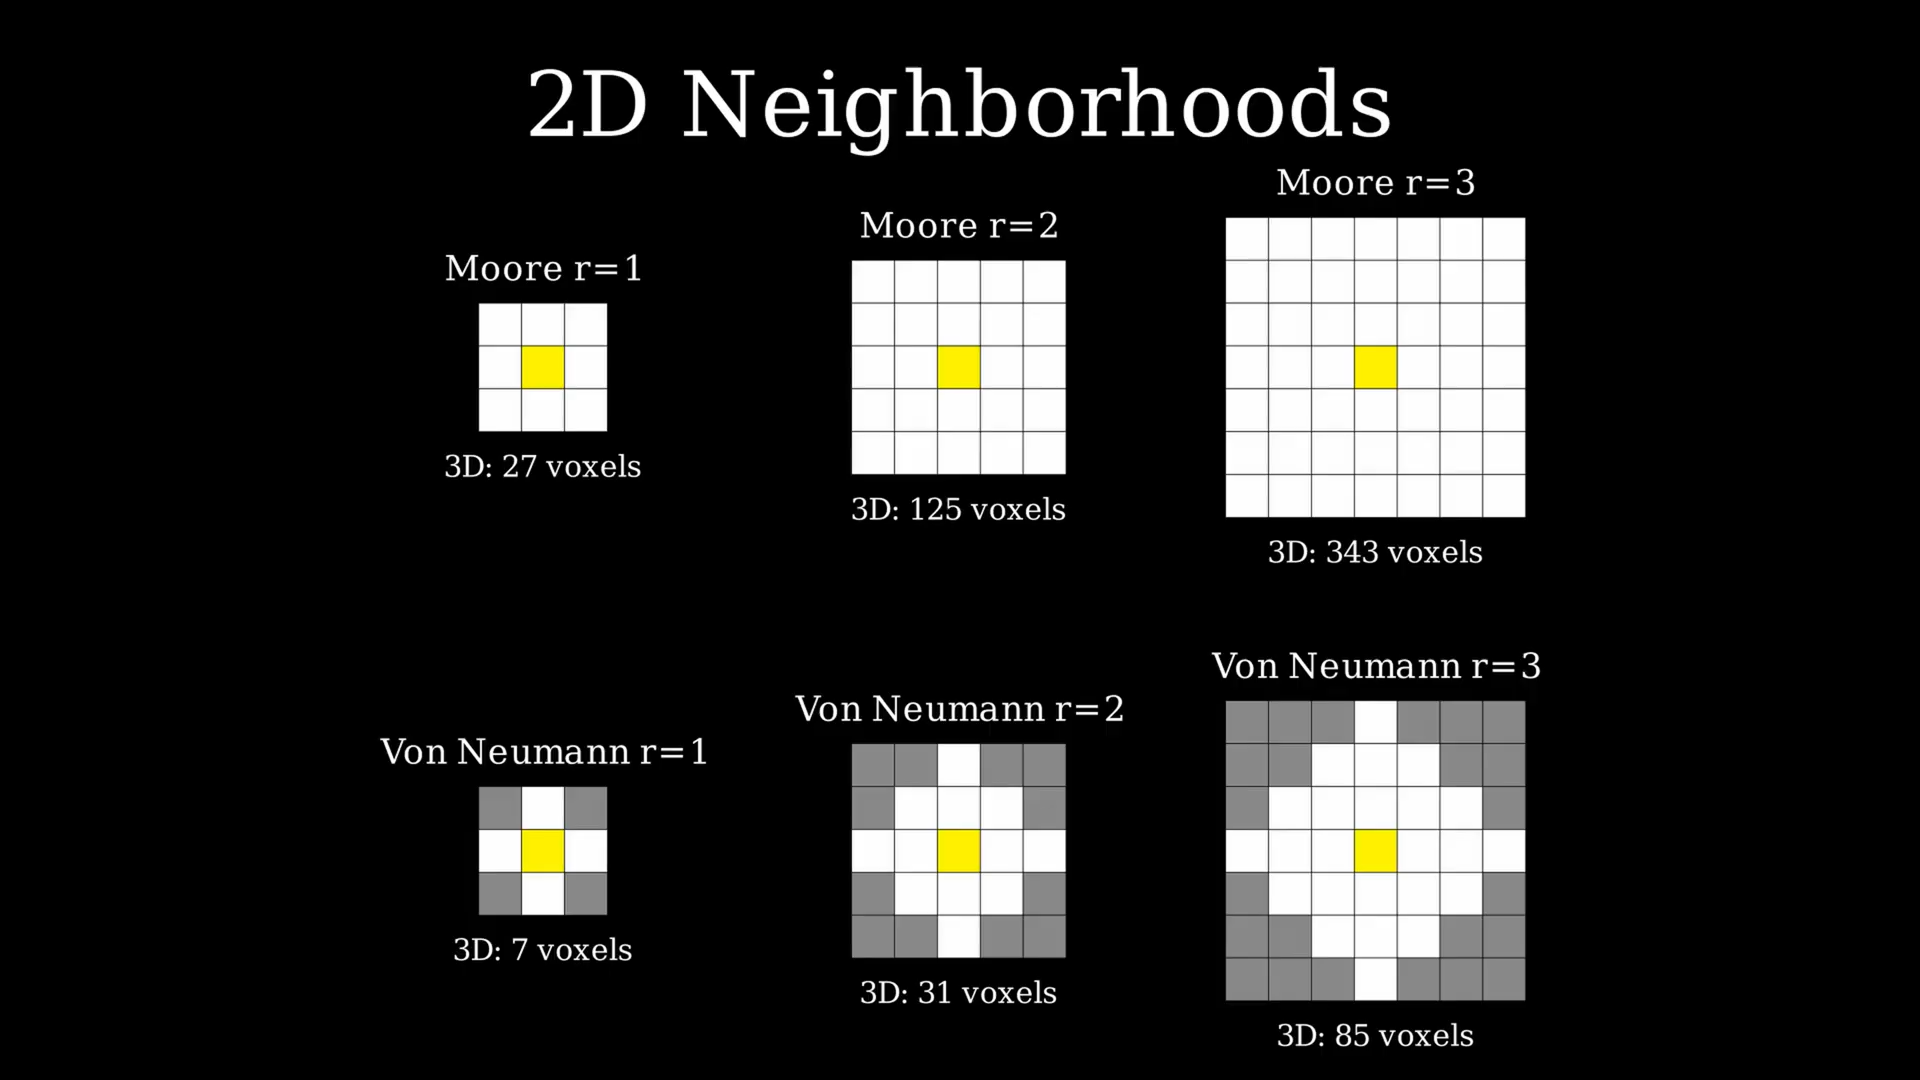 2D Neighborhoods
Moore r=1
Moore r=2
Moore r=3
3D: 27 voxels
3D: 125 voxels
3D: 343 voxels
Von Neumann r=1
Von Neumann r=2
Von Neumann r=3
3D: 7 voxels
3D: 31 voxels
3D: 85 voxels